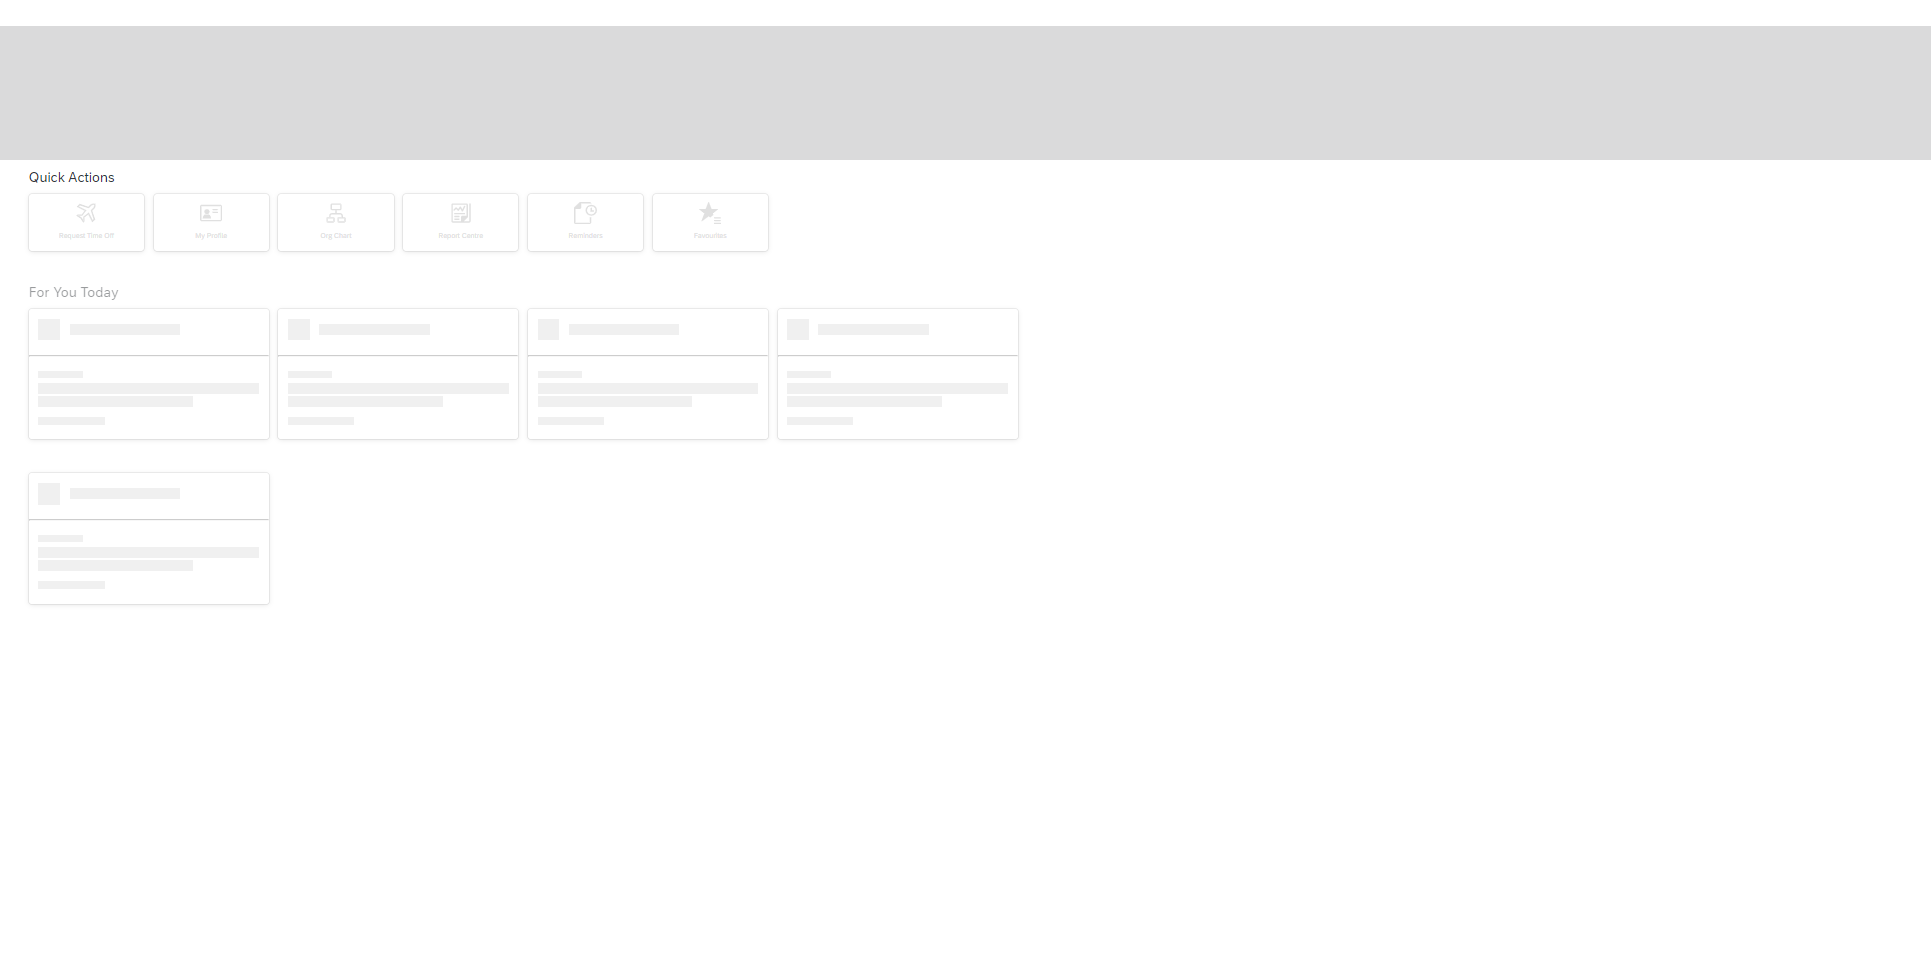 Quick Actions
Request Time Off
My Profile
Org Chart
Report Centre
Reminders
Favourites
For You Today